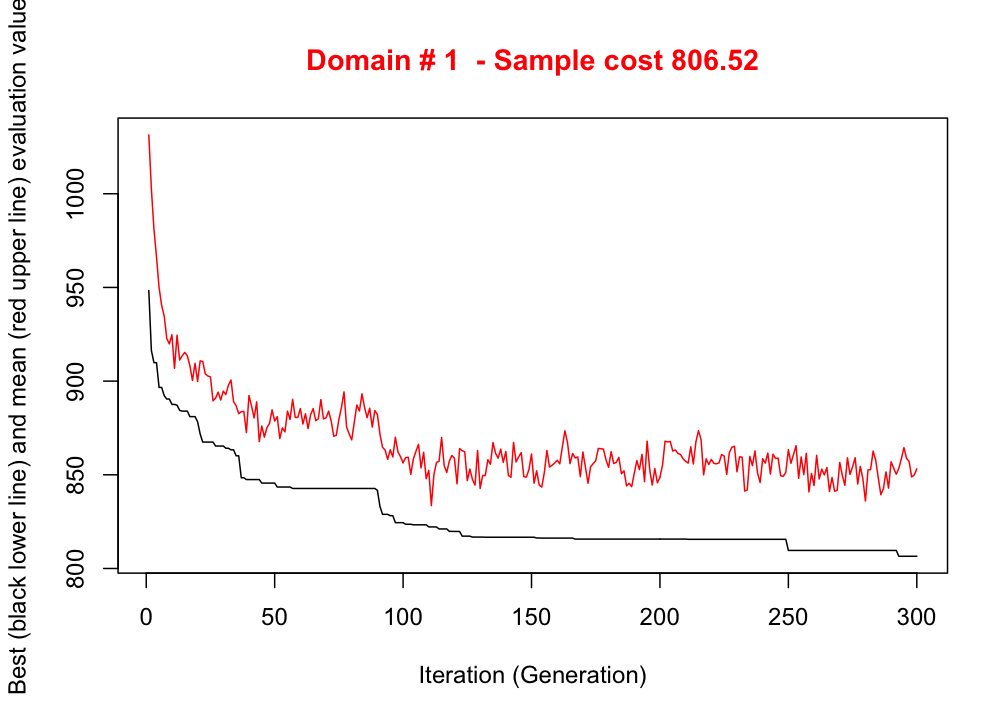 Domain # 1  - Sample cost 806.52
Best (black lower line) and mean (red upper line) evaluation value
1000
950
900
850
800
0 50 100 150 200 250 300
Iteration (Generation)